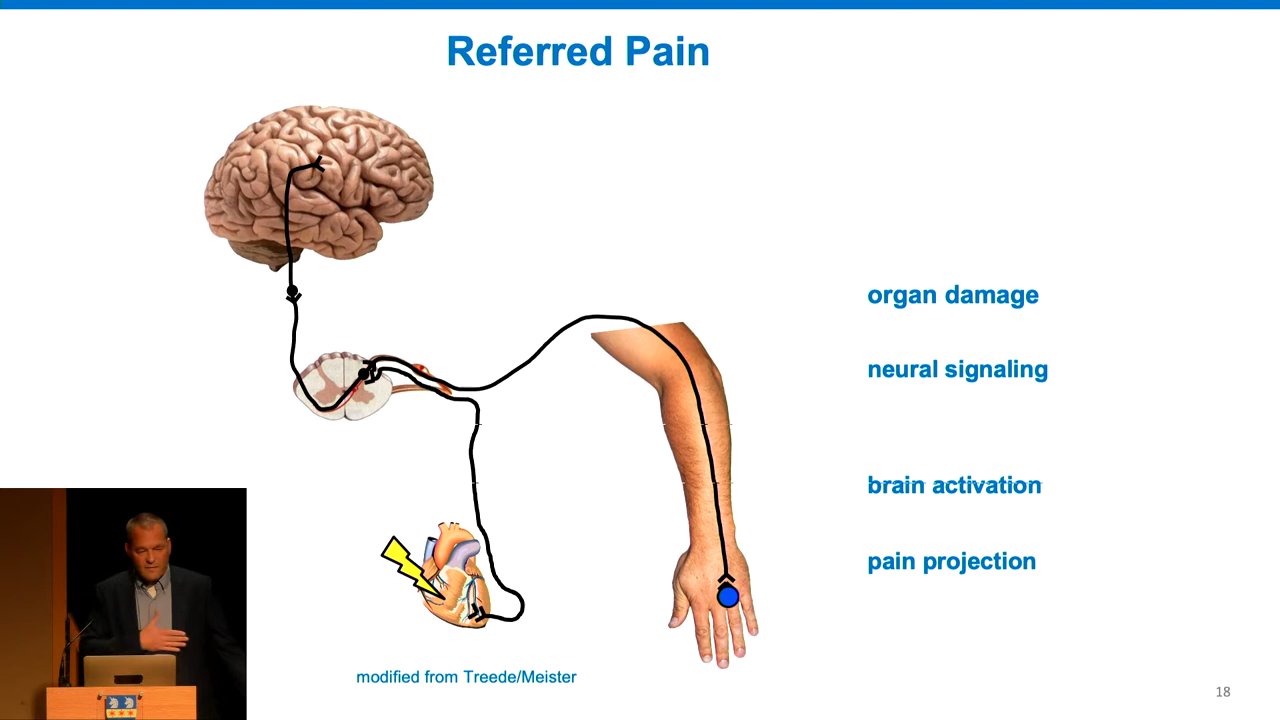 Referred Pain
organ damage
neural signaling
brain activation
pain projection
modified from Treede/Meister
18